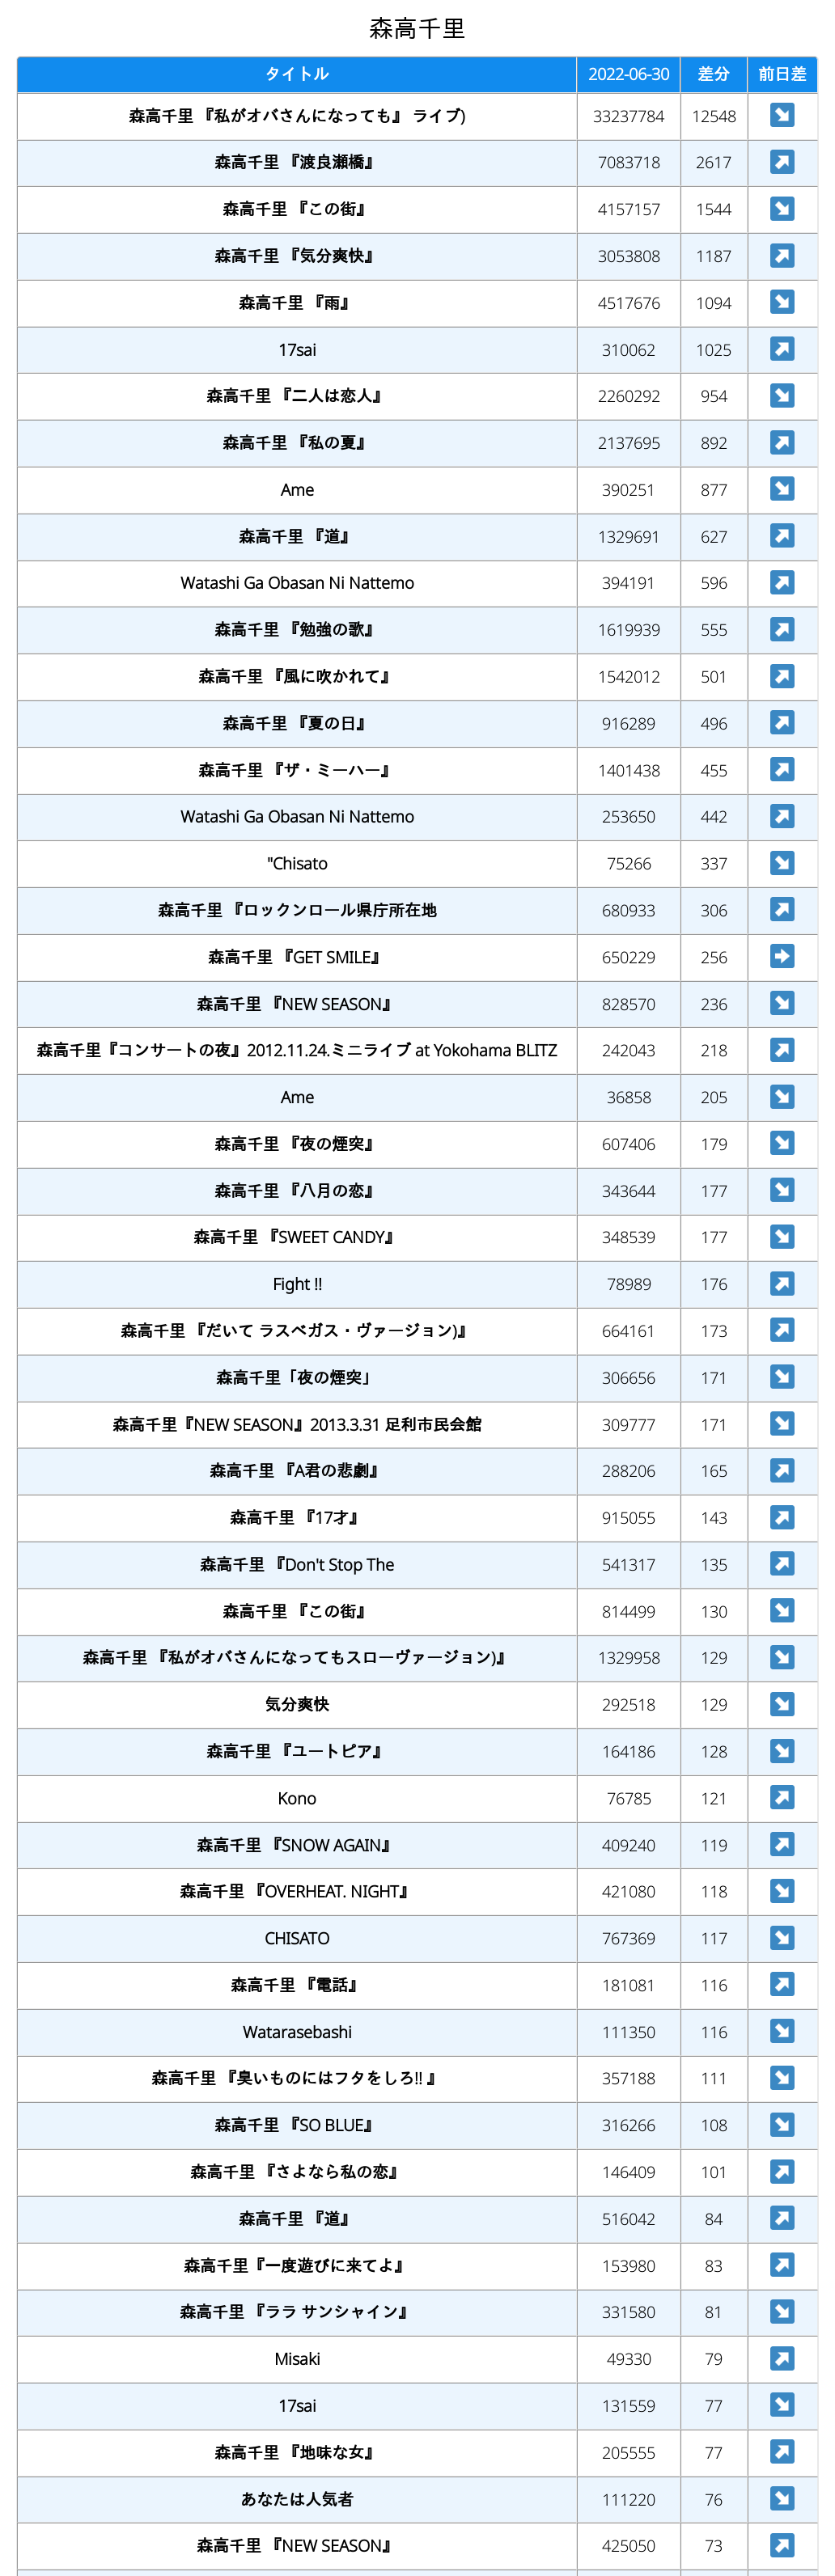 森高千里
タイトル 2022-06-30 差分 前日差
森高千里 『私がオバさんになっても』 ライブ) 33237784 12548
森高千里 『渡良瀬橋』 7083718 2617
森高千里 『この街』 4157157 1544
森高千里 『気分爽快』 3053808 1187
森高千里 『雨』 4517676 1094
17sai 310062 1025
森高千里 『二人は恋人』 2260292 954
森高千里 『私の夏』 2137695 892
Ame 390251 877
森高千里 『道』 1329691 627
Watashi Ga Obasan Ni Nattemo 394191 596
森高千里 『勉強の歌』 1619939 555
森高千里 『風に吹かれて』 1542012 501
森高千里 『夏の日』 916289 496
森高千里 『ザ・ミーハー』 1401438 455
Watashi Ga Obasan Ni Nattemo 253650 442
"Chisato 75266 337
森高千里 『ロックンロール県庁所在地 680933 306
森高千里 『GET SMILE』 650229 256
森高千里 『NEW SEASON』 828570 236
森高千里『コンサートの夜』2012.11.24.ミニライブ at Yokohama BLITZ 242043 218
Ame 36858 205
森高千里 『夜の煙突』 607406 179
森高千里 『八月の恋』 343644 177
森高千里 『SWEET CANDY』 348539 177
Fight !! 78989 176
森高千里 『だいて ラスベガス・ヴァージョン)』 664161 173
森高千里「夜の煙突」 306656 171
森高千里『NEW SEASON』2013.3.31 足利市民会館 309777 171
森高千里 『A君の悲劇』 288206 165
森高千里 『17才』 915055 143
森高千里 『Don't Stop The 541317 135
森高千里 『この街』 814499 130
森高千里 『私がオバさんになってもスローヴァージョン)』 1329958 129
気分爽快 292518 129
森高千里 『ユートピア』 164186 128
Kono 76785 121
森高千里 『SNOW AGAIN』 409240 119
森高千里 『OVERHEAT. NIGHT』 421080 118
CHISATO 767369 117
森高千里 『電話』 181081 116
Watarasebashi 111350 116
森高千里 『臭いものにはフタをしろ!! 』 357188 111
森高千里 『SO BLUE』 316266 108
森高千里 『さよなら私の恋』 146409 101
森高千里 『道』 516042 84
森高千里『一度遊びに来てよ』 153980 83
森高千里 『ララ サンシャイン』 331580 81
Misaki 49330 79
17sai 131559 77
森高千里 『地味な女』 205555 77
あなたは人気者 111220 76
森高千里 『NEW SEASON』 425050 73